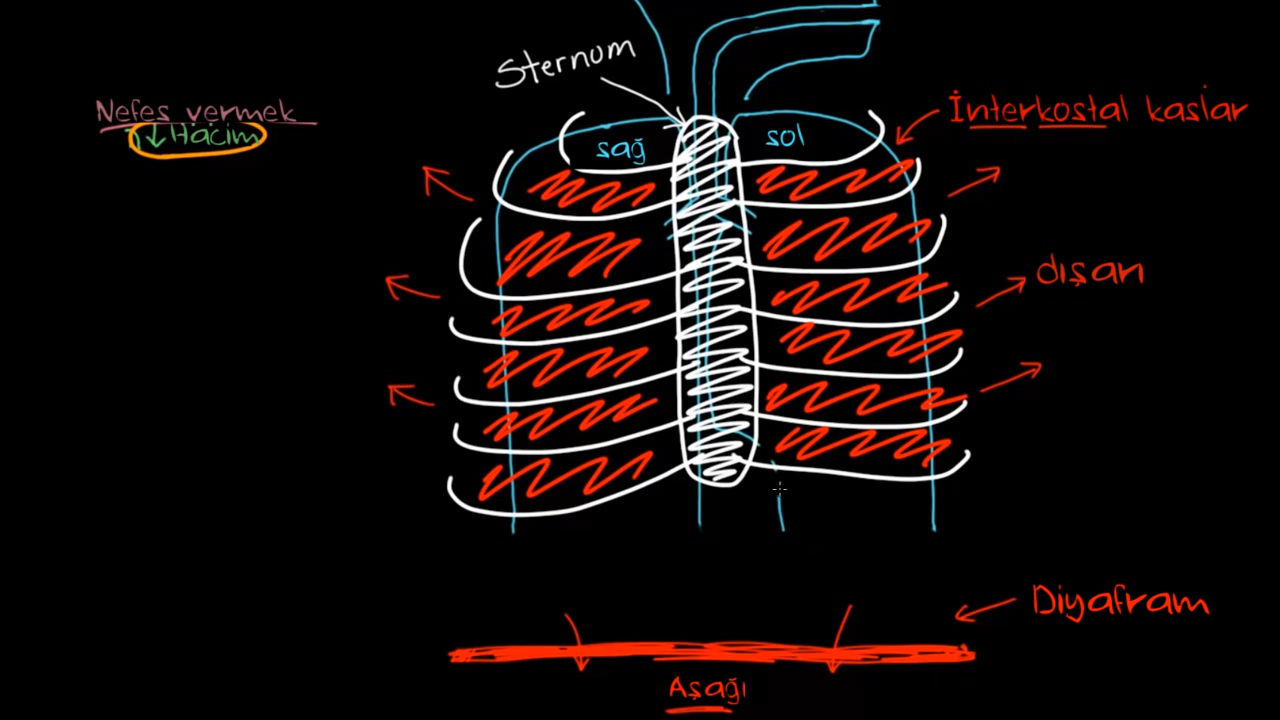 Sternum
Nefes vermek
↓ Hacim
İnterkostal kaslar
sağ
sol
dışarı
Diyafram
Aşağı